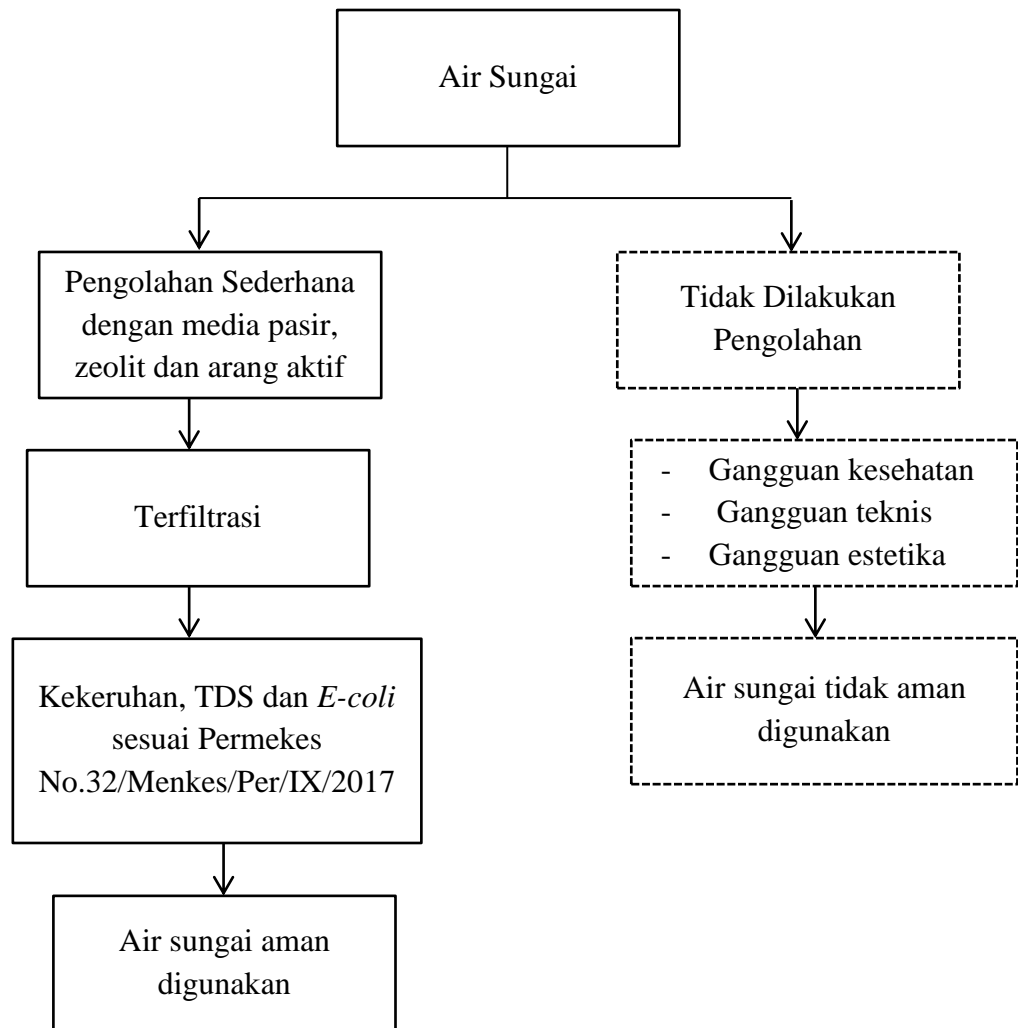 Air Sungai
Pengolahan Sederhana
dengan media pasir,
zeolit dan arang aktif
Tidak Dilakukan
Pengolahan
Terfiltrasi
- Gangguan kesehatan
- Gangguan teknis
- Gangguan estetika
Kekeruhan, TDS dan E-coli
sesuai Permekes
No.32/Menkes/Per/IX/2017
Air sungai tidak aman
digunakan
Air sungai aman
digunakan